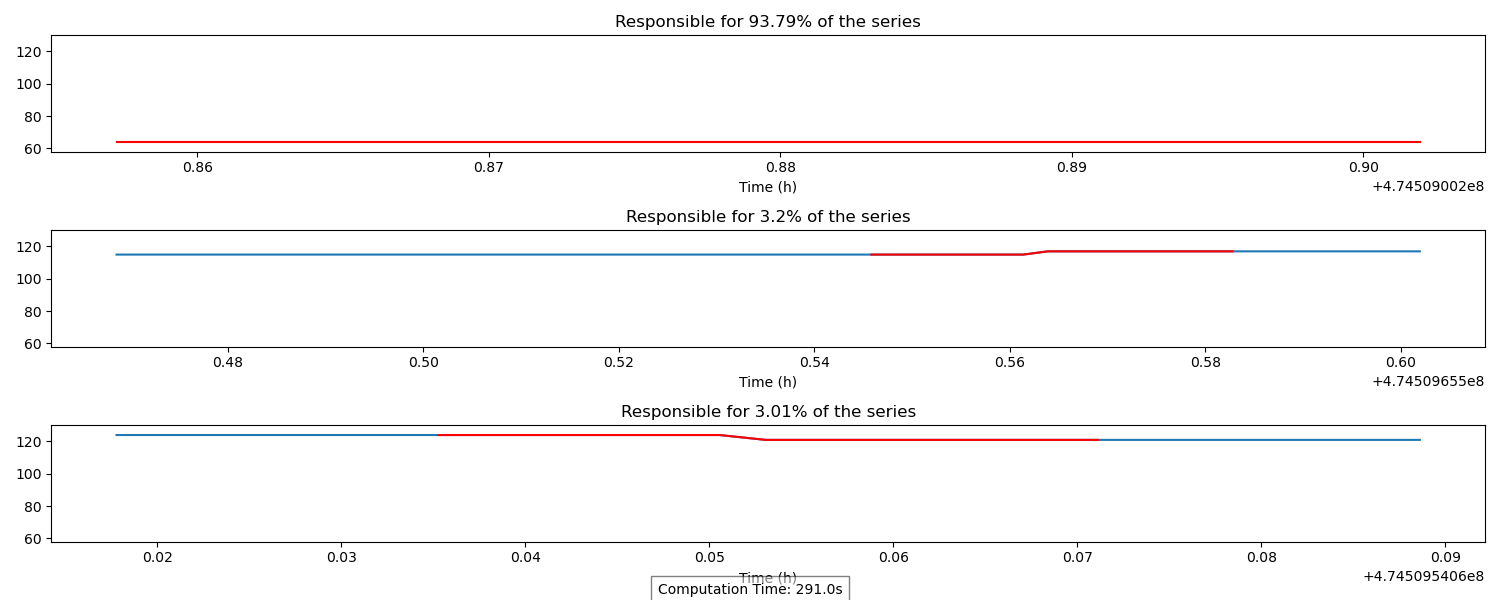 Responsible for 93.79% of the series
120
100
80
60
0.86 0.87 0.88 0.89 0.90
Time (h)
+4.74509002e8
Responsible for 3.2% of the series
120
100
80
60
0.48 0.50 0.52 0.54 0.56 0.58 0.60
Time (h)
+4.74509655e8
Responsible for 3.01% of the series
120
100
80
60
0.02 0.03 0.04 0.05 0.06 0.07 0.08 0.09
Time (h)
+4.745095406e8
Computation Time: 291.0s